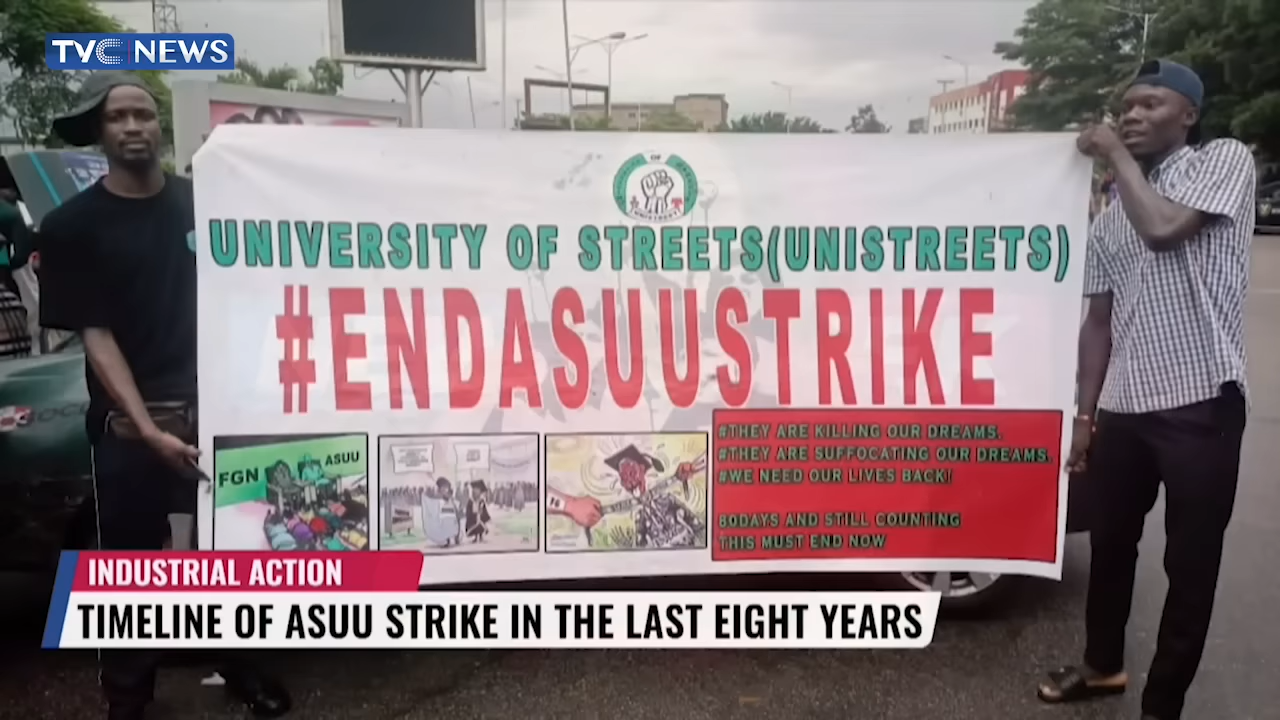 TVC NEWS
OF
UNIVERSITY OF STREETS(UNISTREETS)
#ENDASUUSTRIKE
FGN
ASUU
#THEY ARE KILLING OUR DREAMS.
#THEY ARE SUFFOCATING OUR DREAMS.
#WE NEED OUR LIVES BACK!
80DAYS AND STILL COUNTING
THIS MUST END NOW
INDUSTRIAL ACTION
TIMELINE OF ASUU STRIKE IN THE LAST EIGHT YEARS